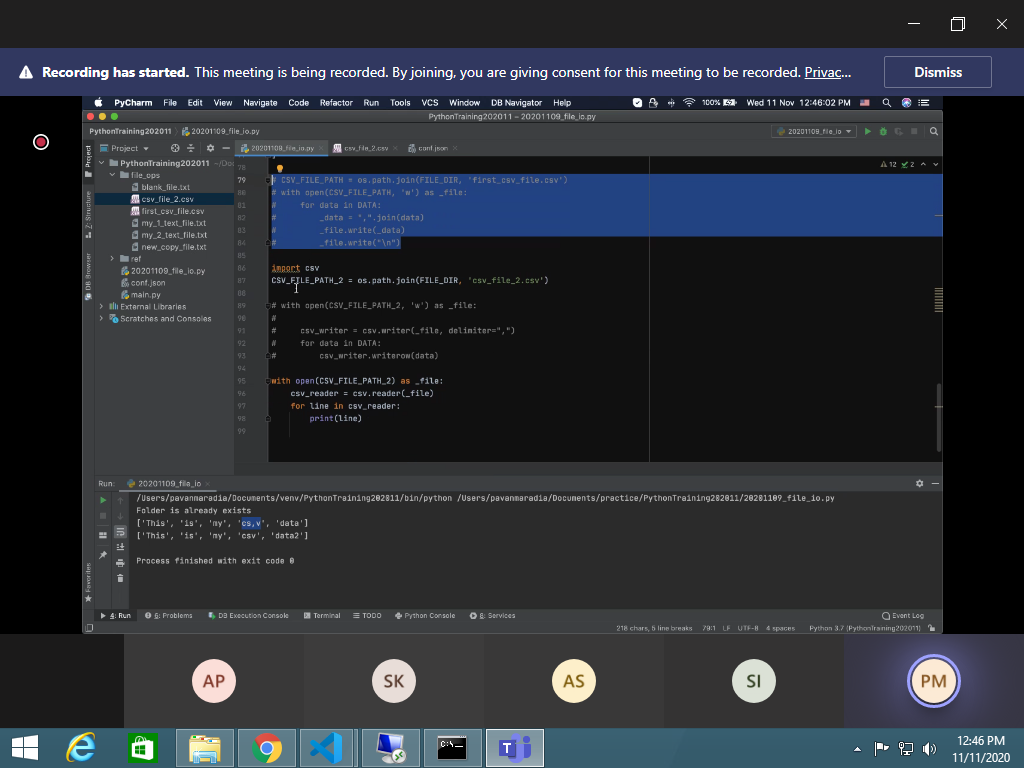 Recording has started. This meeting is being recorded. By joining, you are giving consent for this meeting to be recorded. Privac...
Dismiss
PyCharm File Edit View Navigate Code Refactor Run Tools VCS Window DB Navigator Help
100% Wed 11 Nov 12:46:02 PM
PythonTraining202011 – 20201109_file_io.py
PythonTraining202011 20201109_file_io.py
20201109_file_io
Project
20201109_file_io.py
csv_file_2.csv
conf.json
Project
Z: Structure
DB Browser
Favorites
PythonTraining202011
file_ops
blank_file.txt
csv_file_2.csv
first_csv_file.csv
my_1_text_file.txt
my_2_text_file.txt
new_copy_file.txt
ref
20201109_file_io.py
conf.json
main.py
External Libraries
Scratches and Consoles
12 2
78
79 # CSV_FILE_PATH = os.path.join(FILE_DIR, 'first_csv_file.csv')
80 # with open(CSV_FILE_PATH, 'w') as _file:
81 #     for data in DATA:
82 #         _data = ",".join(data)
83 #         _file.write(_data)
84 #         _file.write("\n")
85
86 import csv
87 CSV_FILE_PATH_2 = os.path.join(FILE_DIR, 'csv_file_2.csv')
88
89 # with open(CSV_FILE_PATH_2, 'w') as _file:
90 #
91 #     csv_writer = csv.writer(_file, delimiter=",")
92 #     for data in DATA:
93 #         csv_writer.writerow(data)
94
95 with open(CSV_FILE_PATH_2) as _file:
96     csv_reader = csv.reader(_file)
97     for line in csv_reader:
98         print(line)
99
Run: 20201109_file_io
/Users/pavanmaradia/Documents/venv/PythonTraining202011/bin/python /Users/pavanmaradia/Documents/practice/PythonTraining202011/20201109_file_io.py
Folder is already exists
['This', 'is', 'my', 'cs,v', 'data']
['This', 'is', 'my', 'csv', 'data2']
Process finished with exit code 0
4: Run 6: Problems DB Execution Console Terminal TODO Python Console 8: Services Event Log
218 chars, 5 line breaks 79:1 LF UTF-8 4 spaces Python 3.7 (PythonTraining202011)
AP
SK
AS
SI
PM
C:\
T
12:46 PM
11/11/2020